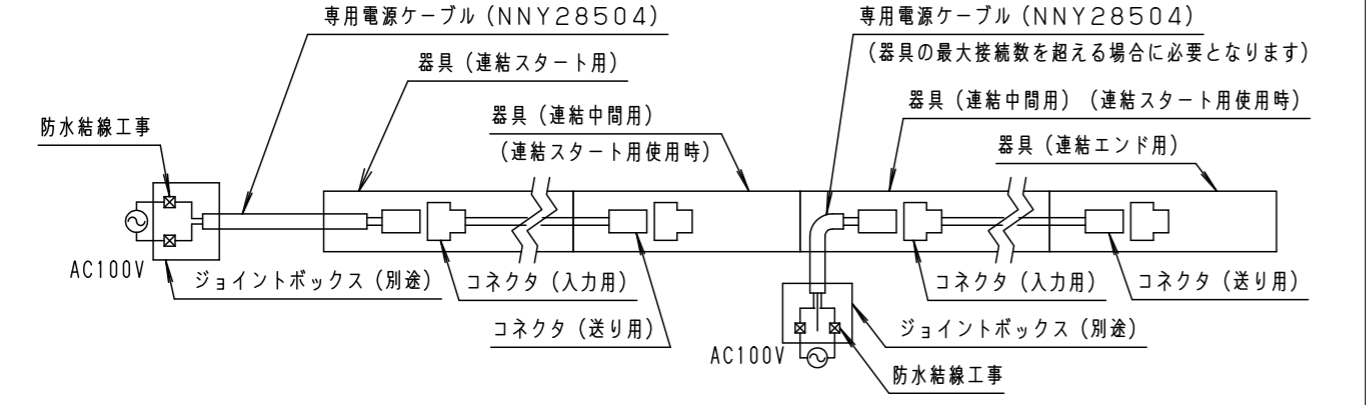 専用電源ケーブル（NNY28504）
専用電源ケーブル（NNY28504）
（器具の最大接続数を超える場合に必要となります）
器具（連結スタート用）
器具（連結中間用）（連結スタート用使用時）
器具（連結中間用）
（連結スタート用使用時）
防水結線工事
器具（連結エンド用）
AC100V
ジョイントボックス（別途）
コネクタ（入力用）
コネクタ（送り用）
コネクタ（入力用）
コネクタ（送り用）
ジョイントボックス（別途）
AC100V
防水結線工事